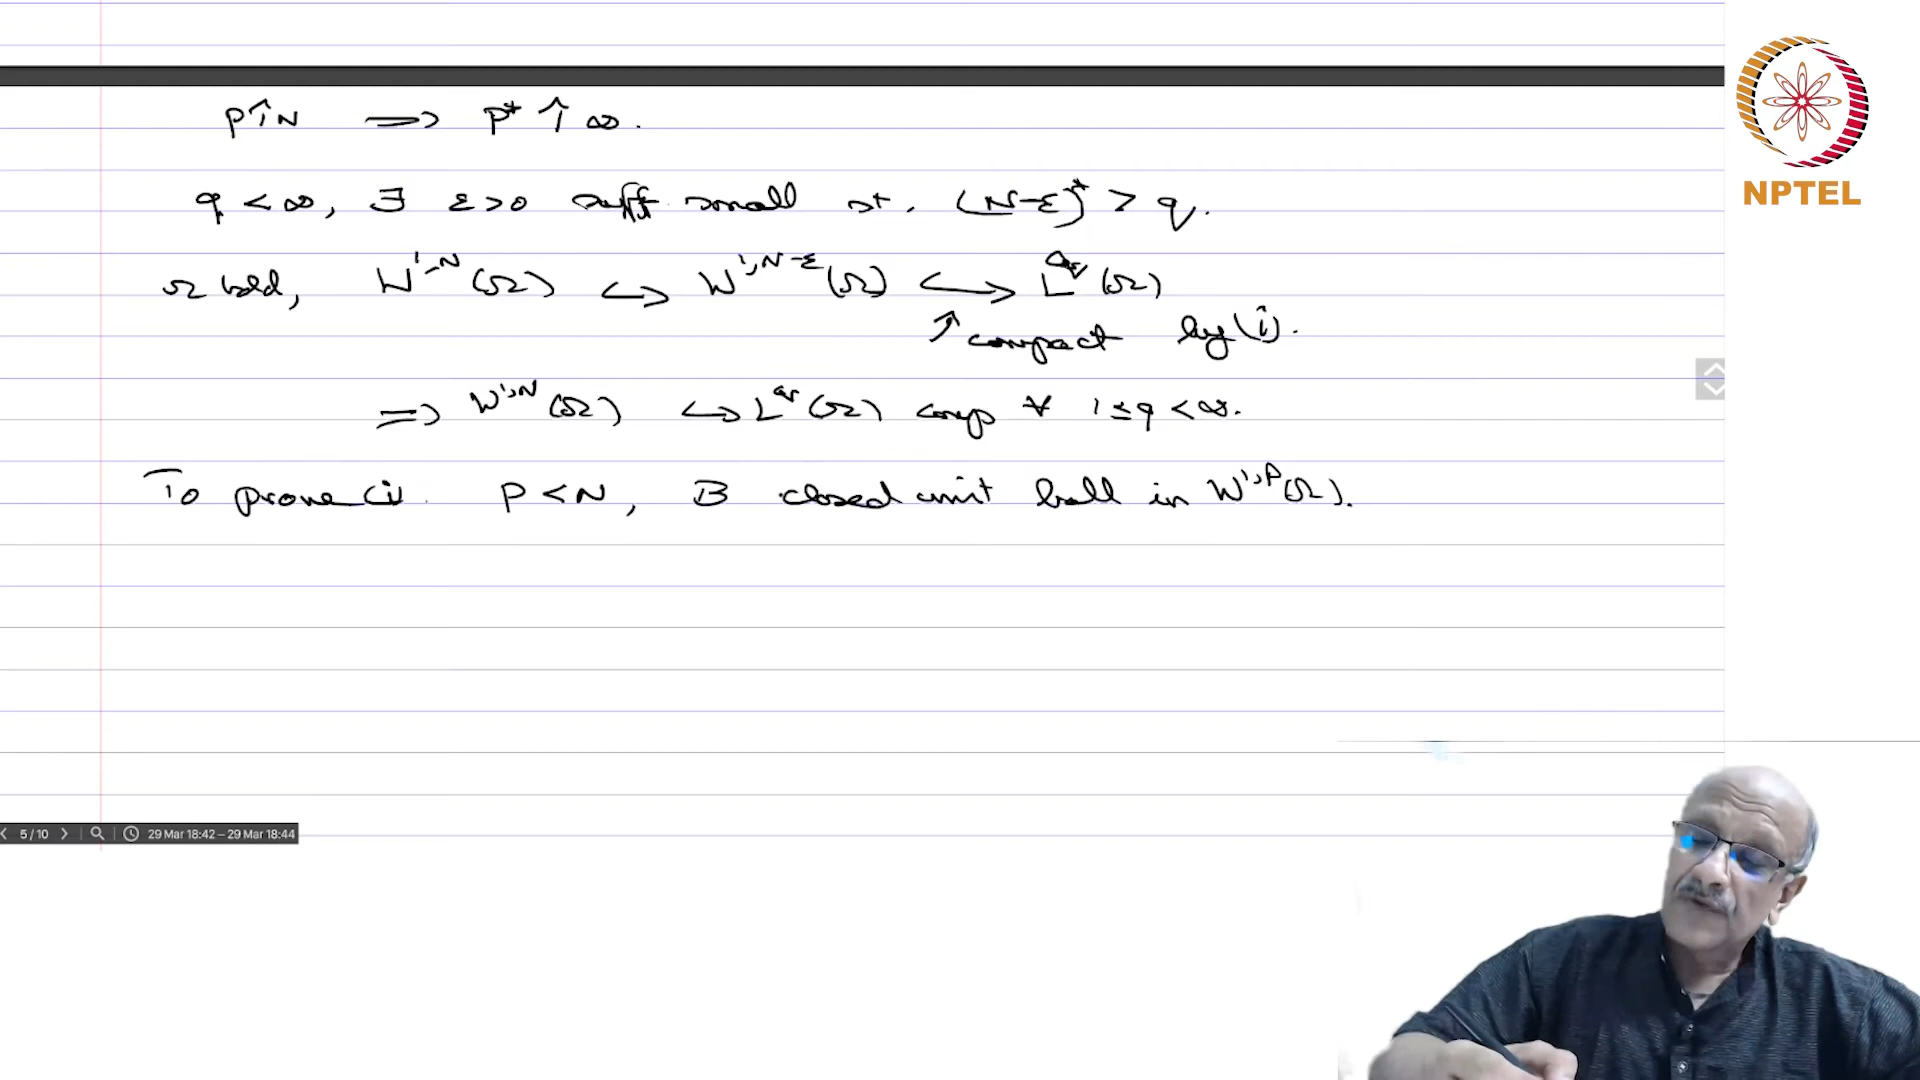 p↑N ⟹ p* ↑ ∞.
q < ∞, ∃ ε>0 suff. small st. (N-ε)* > q.
Ω bdd, W^{1,N}(Ω) ↪ W^{1,N-ε}(Ω) ↪ L^q(Ω)
↑ compact by (i).
⟹ W^{1,N}(Ω) ↪ L^q(Ω) comp ∀ 1 ≤ q < ∞.
To prove (i). P < N, B closed unit ball in W^{1,p}(Ω).
NPTEL
5/10 29 Mar 18:42 – 29 Mar 18:44